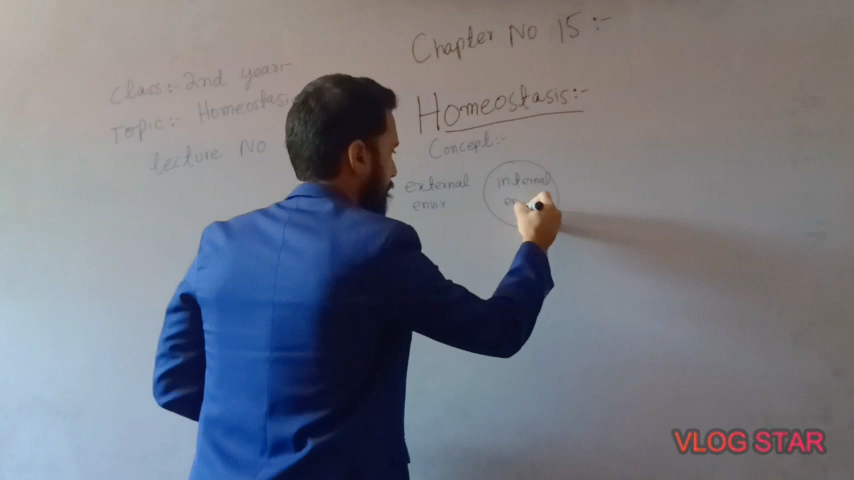 Class:- 2nd year:-
Topic:- Homeostasis
lecture No
Chapter No 15:-
Homeostasis:-
Concept:-
external
envir
internal
VLOG STAR